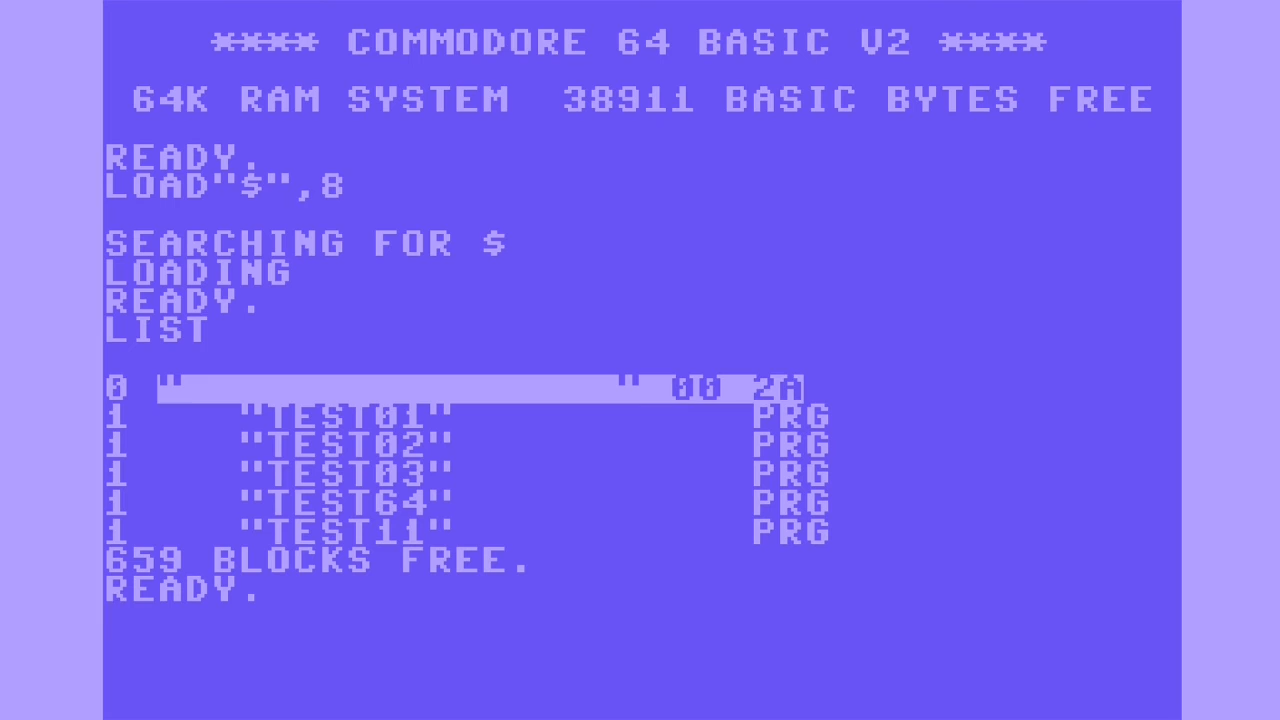 **** COMMODORE 64 BASIC V2 ****
64K RAM SYSTEM  38911 BASIC BYTES FREE
READY.
LOAD"$",8
SEARCHING FOR $
LOADING
READY.
LIST
0 "                " 00 2A
1    "TEST01"           PRG
1    "TEST02"           PRG
1    "TEST03"           PRG
1    "TEST64"           PRG
1    "TEST11"           PRG
659 BLOCKS FREE.
READY.